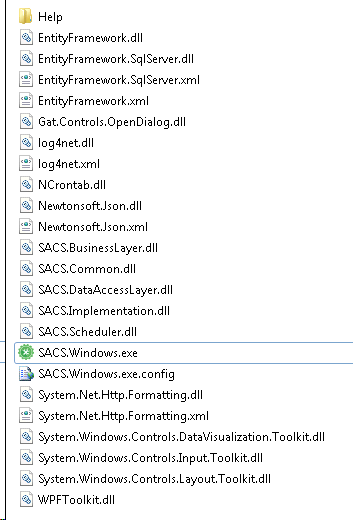 Help
EntityFramework.dll
EntityFramework.SqlServer.dll
EntityFramework.SqlServer.xml
EntityFramework.xml
Gat.Controls.OpenDialog.dll
log4net.dll
log4net.xml
NCrontab.dll
Newtonsoft.Json.dll
Newtonsoft.Json.xml
SACS.BusinessLayer.dll
SACS.Common.dll
SACS.DataAccessLayer.dll
SACS.Implementation.dll
SACS.Scheduler.dll
SACS.Windows.exe
SACS.Windows.exe.config
System.Net.Http.Formatting.dll
System.Net.Http.Formatting.xml
System.Windows.Controls.DataVisualization.Toolkit.dll
System.Windows.Controls.Input.Toolkit.dll
System.Windows.Controls.Layout.Toolkit.dll
WPFToolkit.dll